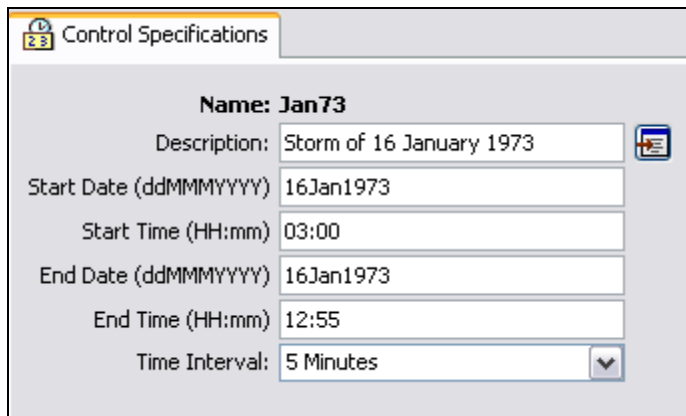 Control Specifications
Name: Jan73
Description: Storm of 16 January 1973
Start Date (ddMMMYYYY) 16Jan1973
Start Time (HH:mm) 03:00
End Date (ddMMMYYYY) 16Jan1973
End Time (HH:mm) 12:55
Time Interval: 5 Minutes